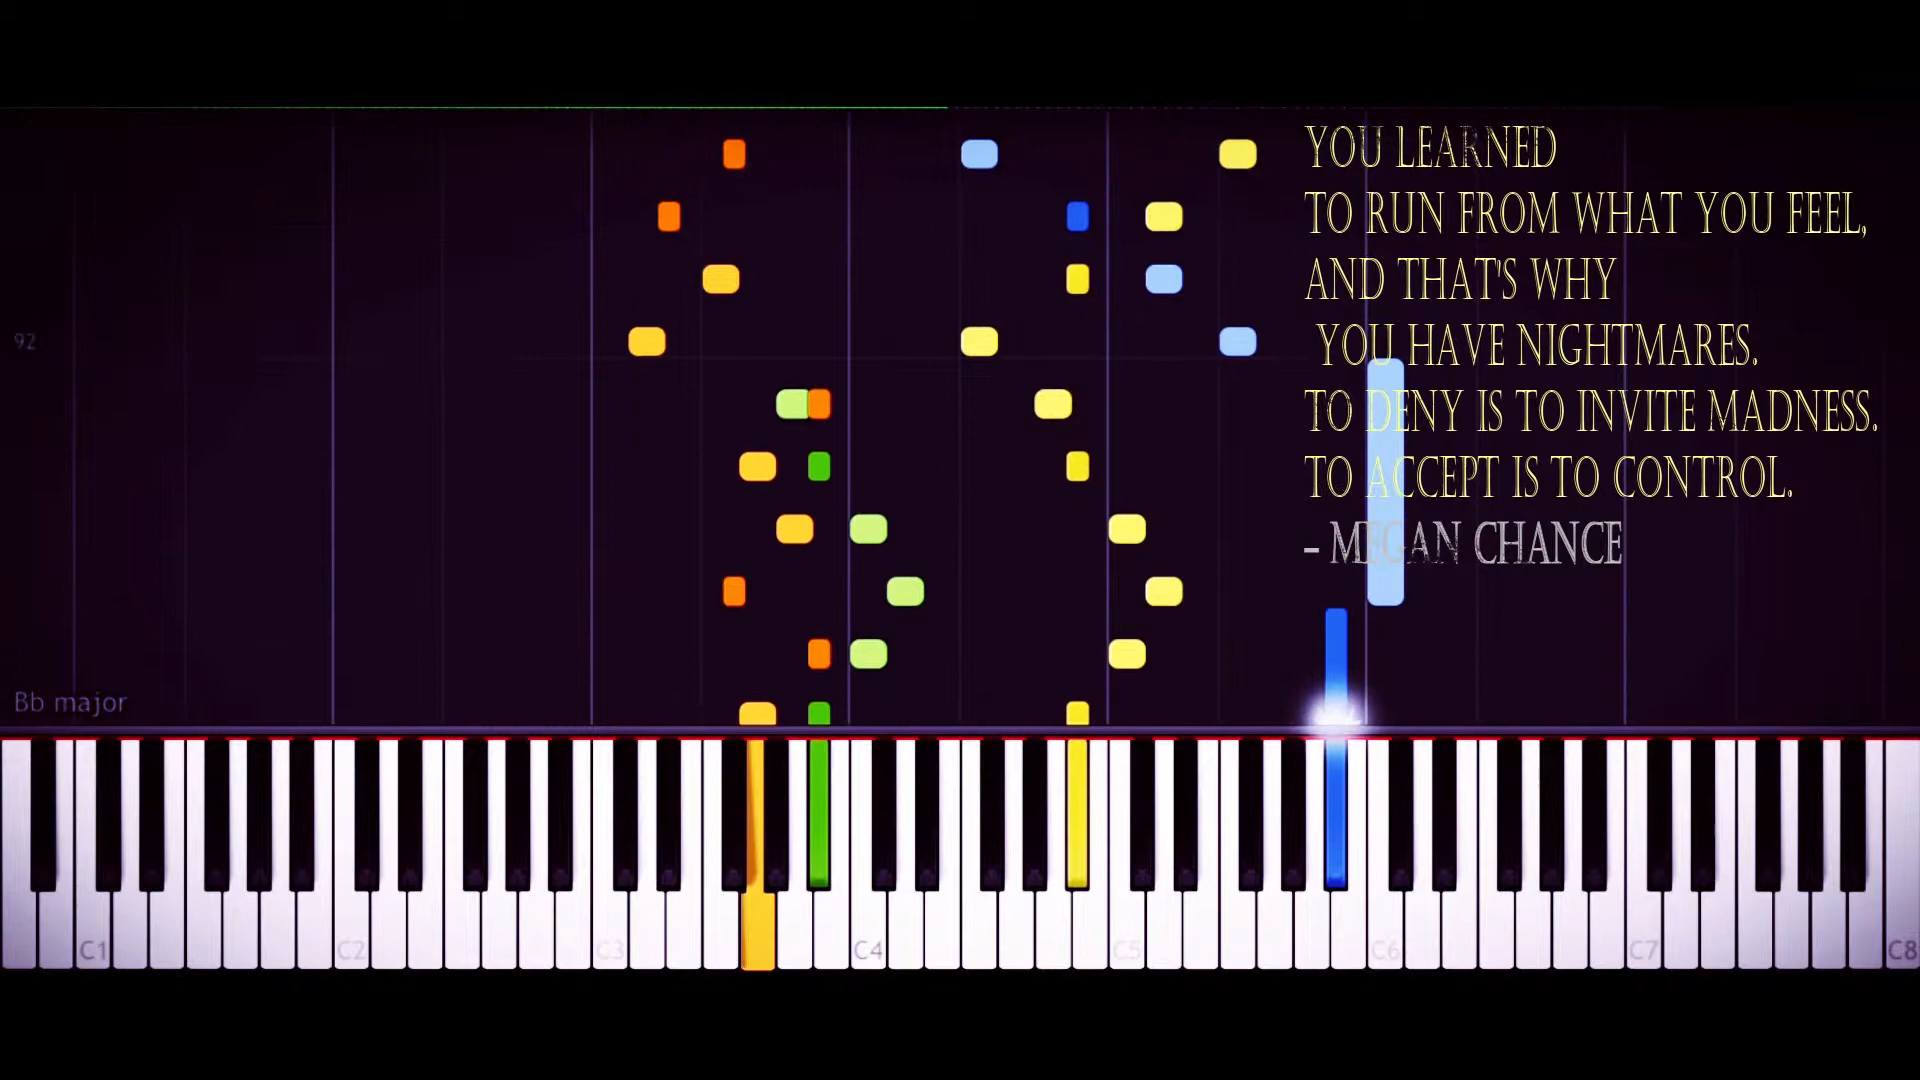 YOU LEARNED
TO RUN FROM WHAT YOU FEEL,
AND THAT'S WHY
YOU HAVE NIGHTMARES.
TO DENY IS TO INVITE MADNESS.
TO ACCEPT IS TO CONTROL.
- MEGAN CHANCE
92
Bb major
C1 C2 C3 C4 C5 C6 C7 C8